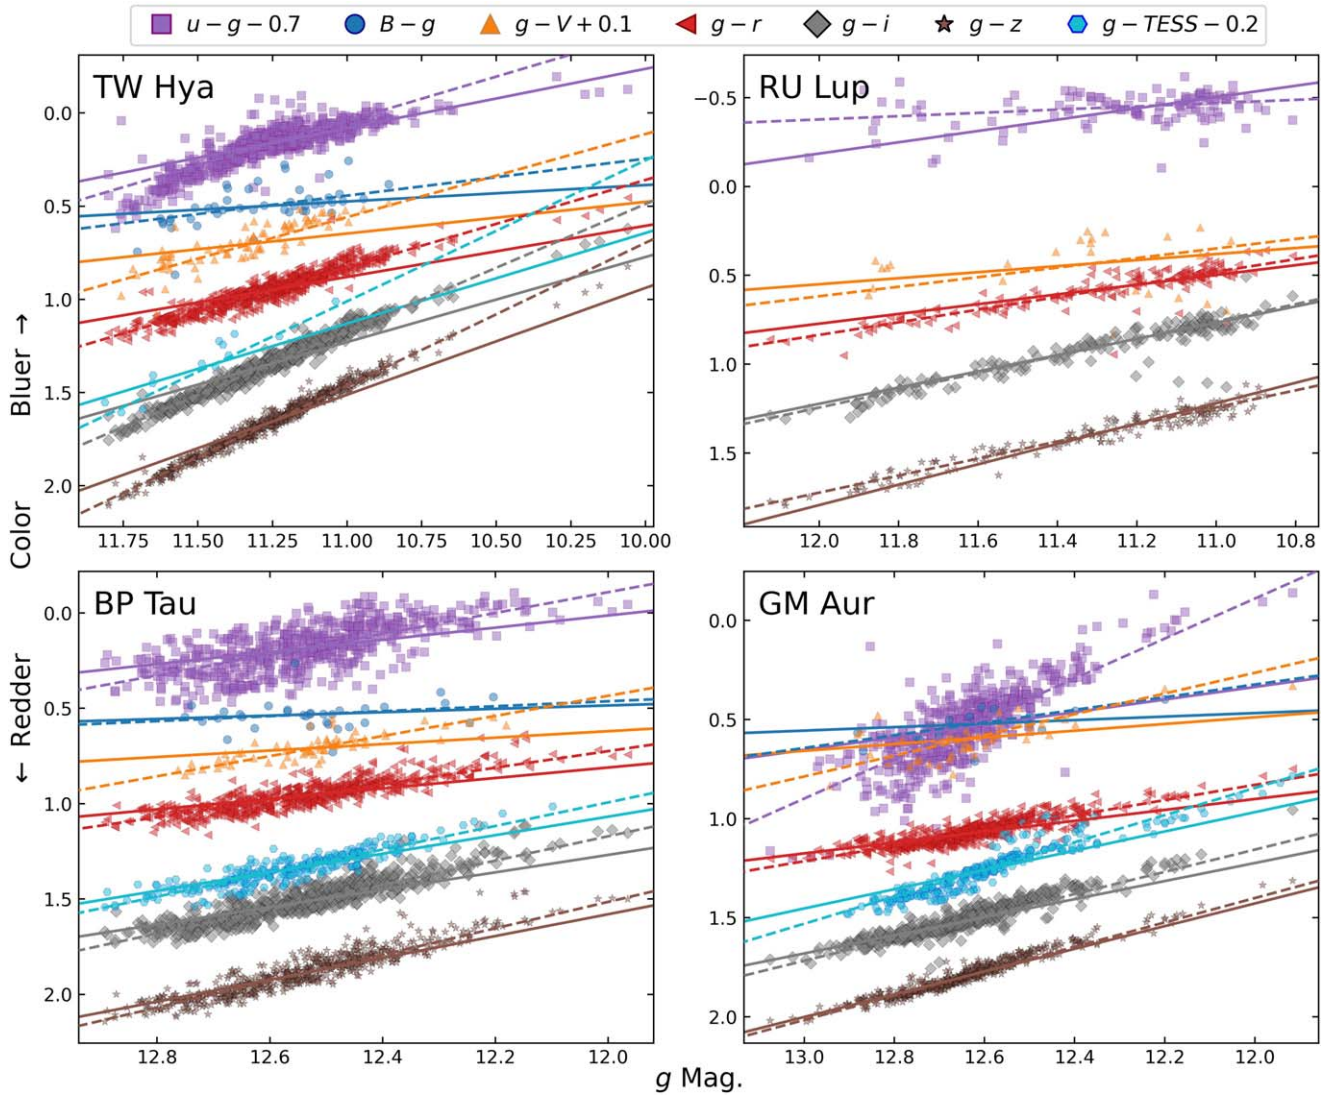 u − g − 0.7 B − g g − V + 0.1 g − r g − i g − z g − TESS − 0.2
TW Hya
0.0
0.5
1.0
1.5
2.0
11.75 11.50 11.25 11.00 10.75 10.50 10.25 10.00
RU Lup
−0.5
0.0
0.5
1.0
1.5
12.0 11.8 11.6 11.4 11.2 11.0 10.8
← Redder Color Bluer →
BP Tau
0.0
0.5
1.0
1.5
2.0
12.8 12.6 12.4 12.2 12.0
GM Aur
0.0
0.5
1.0
1.5
2.0
13.0 12.8 12.6 12.4 12.2 12.0
g Mag.